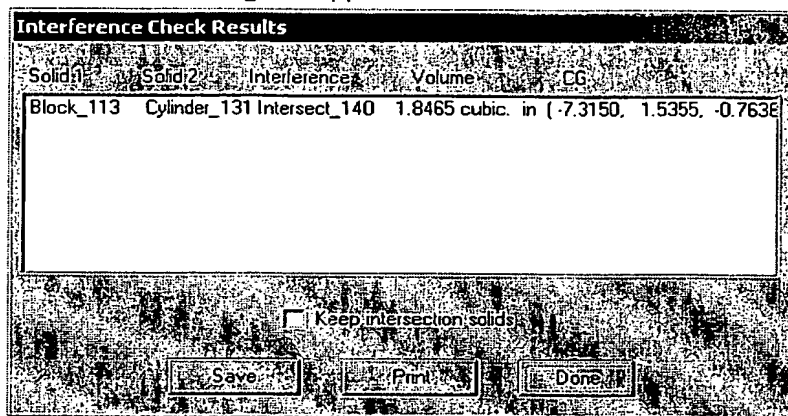 Interference Check Results
Solid 1 Solid 2 Interference Volume CG
Block_113 Cylinder_131 Intersect_140 1.8465 cubic. in ( -7.3150, 1.5355, -0.763
Keep intersection solids
Save Print Done